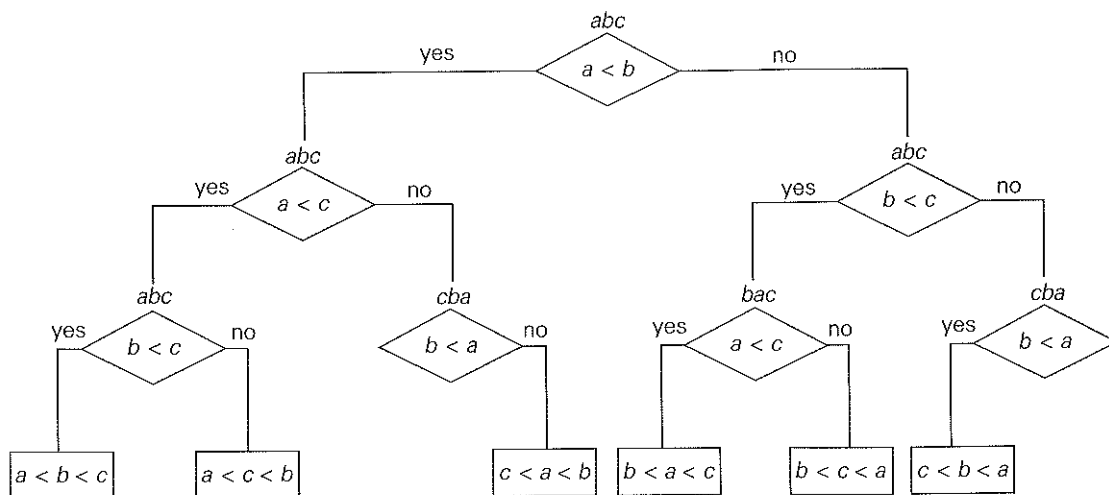 abc
yes
a < b
no
abc
abc
yes
a < c
no
yes
b < c
no
abc
cba
bac
cba
yes
b < c
no
b < a
no
yes
a < c
no
yes
b < a
a < b < c
a < c < b
c < a < b
b < a < c
b < c < a
c < b < a